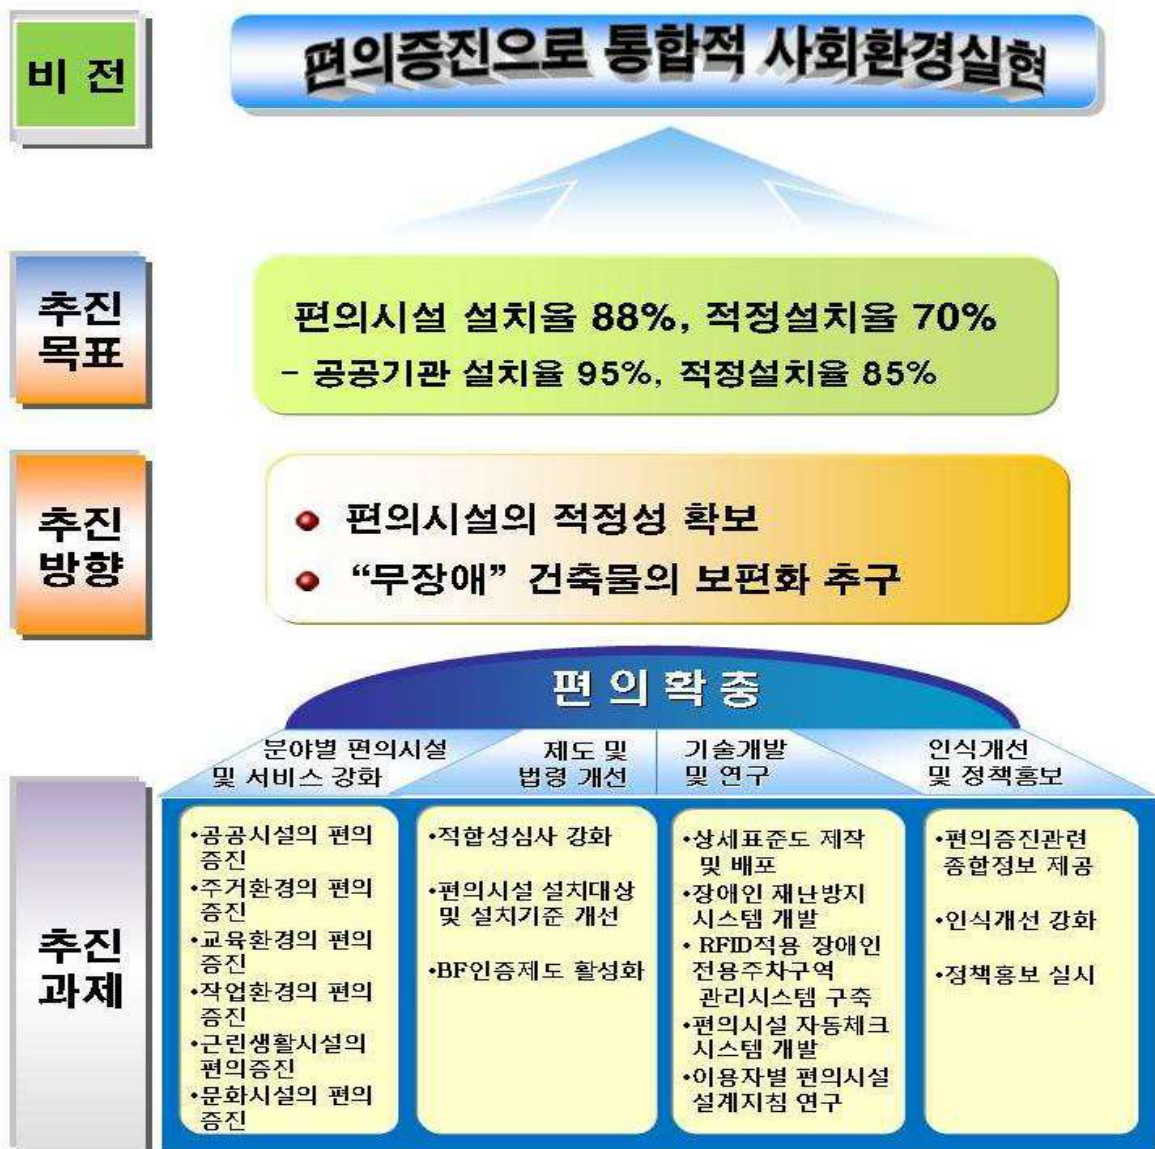 비 전
편의증진으로 통합적 사회환경실현
추진
목표
편의시설 설치율 88%, 적정설치율 70%
- 공공기관 설치율 95%, 적정설치율 85%
추진
방향
● 편의시설의 적정성 확보
● “무장애” 건축물의 보편화 추구
편 의 확 충
분야별 편의시설
및 서비스 강화
제도 및
법령 개선
기술개발
및 연구
인식개선
및 정책홍보
추진
과제
•공공시설의 편의
증진
•주거환경의 편의
증진
•교육환경의 편의
증진
•작업환경의 편의
증진
•근린생활시설의
편의증진
•문화시설의 편의
증진
•적합성심사 강화
•편의시설 설치대상
및 설치기준 개선
•BF인증제도 활성화
•상세표준도 제작
및 배포
•장애인 재난방지
시스템 개발
• RFID적용 장애인
전용주차구역
관리시스템 구축
•편의시설 자동체크
시스템 개발
•이용자별 편의시설
설계지침 연구
•편의증진관련
종합정보 제공
•인식개선 강화
•정책홍보 실시